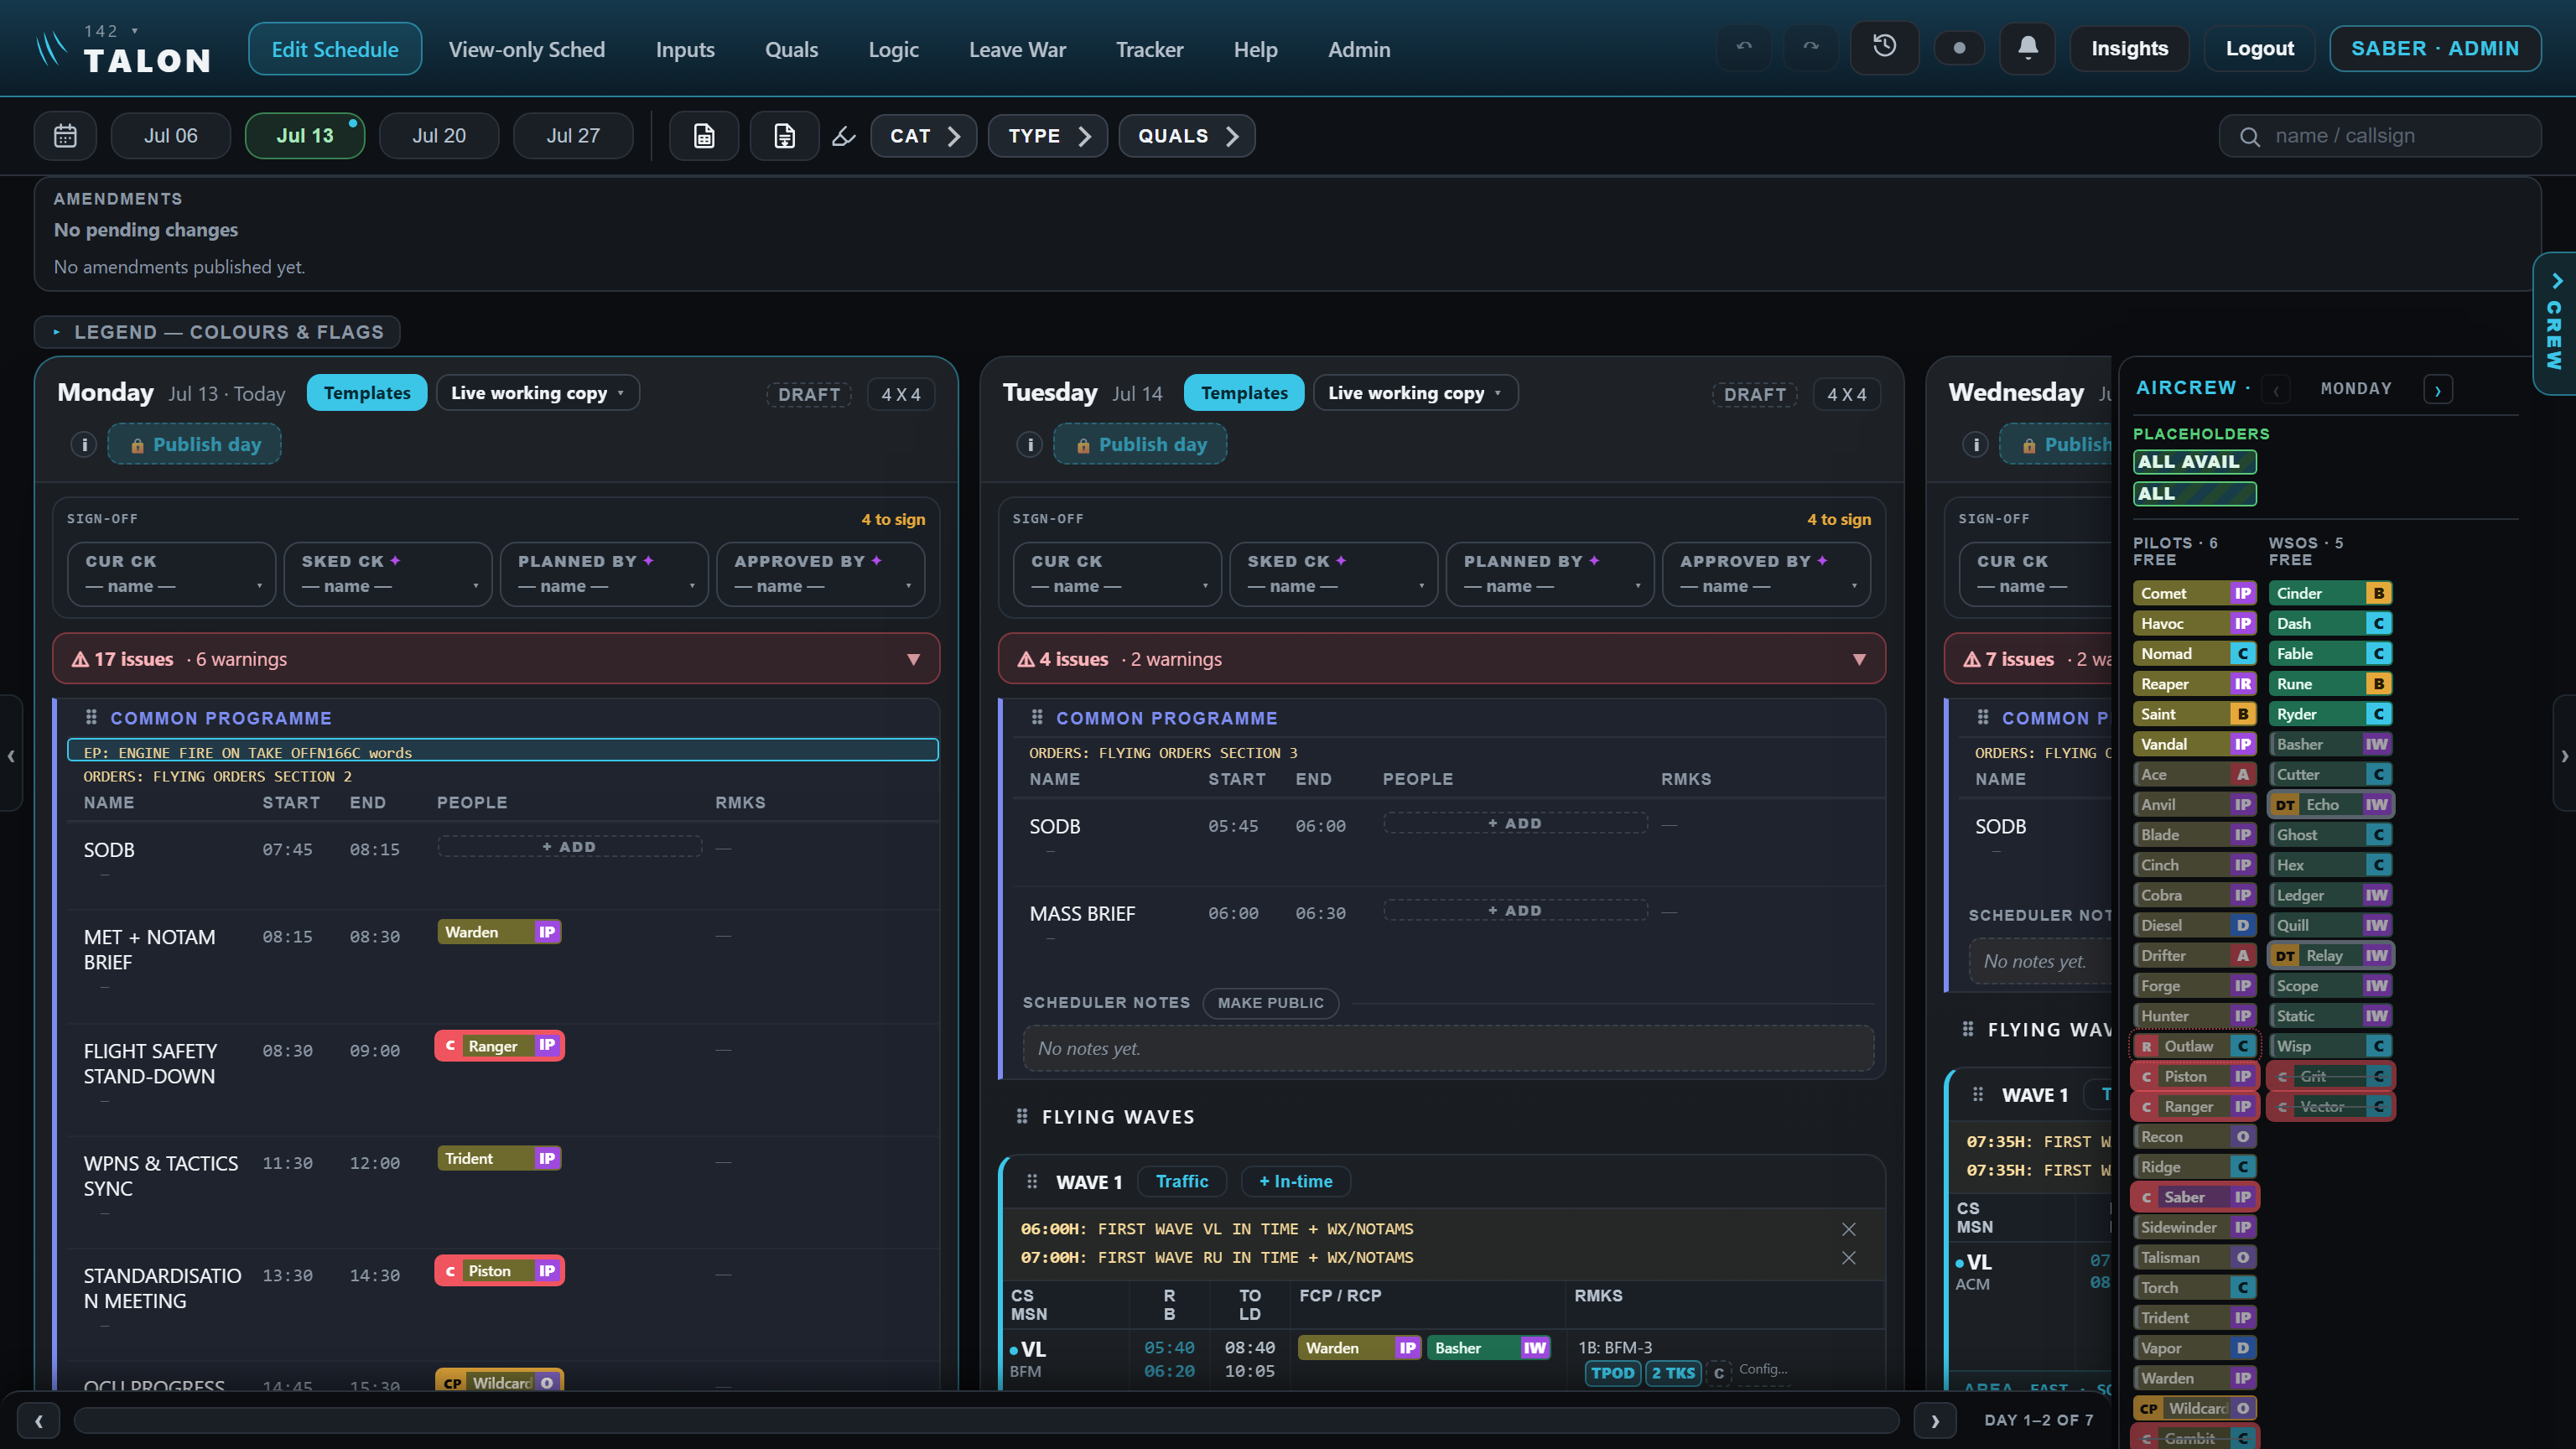 142 ▾
TALON
Edit Schedule View-only Sched Inputs Quals Logic Leave War Tracker Help Admin
Insights Logout SABER · ADMIN
Jul 06 Jul 13 Jul 20 Jul 27 CAT TYPE QUALS name / callsign
AMENDMENTS
No pending changes
No amendments published yet.
CREW
LEGEND — COLOURS & FLAGS
Monday Jul 13 · Today Templates Live working copy DRAFT 4 X 4
Publish day
SIGN-OFF 4 to sign
CUR CK SKED CK PLANNED BY APPROVED BY
— name — — name — — name — — name —
17 issues · 6 warnings
COMMON PROGRAMME
EP: ENGINE FIRE ON TAKE OFFN166C words
ORDERS: FLYING ORDERS SECTION 2
NAME START END PEOPLE RMKS
SODB 07:45 08:15 + ADD —
—
MET + NOTAM BRIEF 08:15 08:30 Warden IP —
—
FLIGHT SAFETY STAND-DOWN 08:30 09:00 C Ranger IP —
—
WPNS & TACTICS SYNC 11:30 12:00 Trident IP —
—
STANDARDISATIO
N MEETING 13:30 14:30 C Piston IP —
—
OCU PROGRESS 14:45 15:30 CP Wildcard O —
Tuesday Jul 14 Templates Live working copy DRAFT 4 X 4
Publish day
SIGN-OFF 4 to sign
CUR CK SKED CK PLANNED BY APPROVED BY
— name — — name — — name — — name —
4 issues · 2 warnings
COMMON PROGRAMME
ORDERS: FLYING ORDERS SECTION 3
NAME START END PEOPLE RMKS
SODB 05:45 06:00 + ADD —
—
MASS BRIEF 06:00 06:30 + ADD —
—
SCHEDULER NOTES MAKE PUBLIC
No notes yet.
FLYING WAVES
WAVE 1 Traffic + In-time
06:00H: FIRST WAVE VL IN TIME + WX/NOTAMS
07:00H: FIRST WAVE RU IN TIME + WX/NOTAMS
CS R TO FCP / RCP RMKS
MSN B LD
VL 05:40 08:40 Warden IP Basher IW 1B: BFM-3
BFM 06:20 10:05 TPOD 2 TKS C Config...
Wednesday Ju
Publish
SIGN-OFF
CUR CK
— name —
7 issues · 2 wa
COMMON P
ORDERS: FLYING O
NAME
SODB
—
SCHEDULER NOT
No notes yet.
FLYING WAV
WAVE 1 T
07:35H: FIRST W
07:35H: FIRST W
CS
MSN
VL 07
ACM 08
AREA EAST · SO
AIRCREW · MONDAY
PLACEHOLDERS
ALL AVAIL
ALL
PILOTS · 6 FREE
Comet IP
Havoc IP
Nomad C
Reaper IR
Saint B
Vandal IP
Ace A
Anvil IP
Blade IP
Cinch IP
Cobra IP
Diesel D
Drifter A
Forge IP
Hunter IP
R Outlaw C
C Piston IP
C Ranger IP
Recon O
Ridge C
C Saber IP
Sidewinder IP
Talisman O
Torch C
Trident IP
Vapor D
Warden IP
CP Wildcard O
C Gambit C
WSOS · 5 FREE
Cinder B
Dash C
Fable C
Rune B
Ryder C
Basher IW
Cutter C
DT Echo IW
Ghost C
Hex C
Ledger IW
Quill IW
DT Relay IW
Scope IW
Static IW
Wisp C
C Grit C
C Vector C
DAY 1–2 OF 7